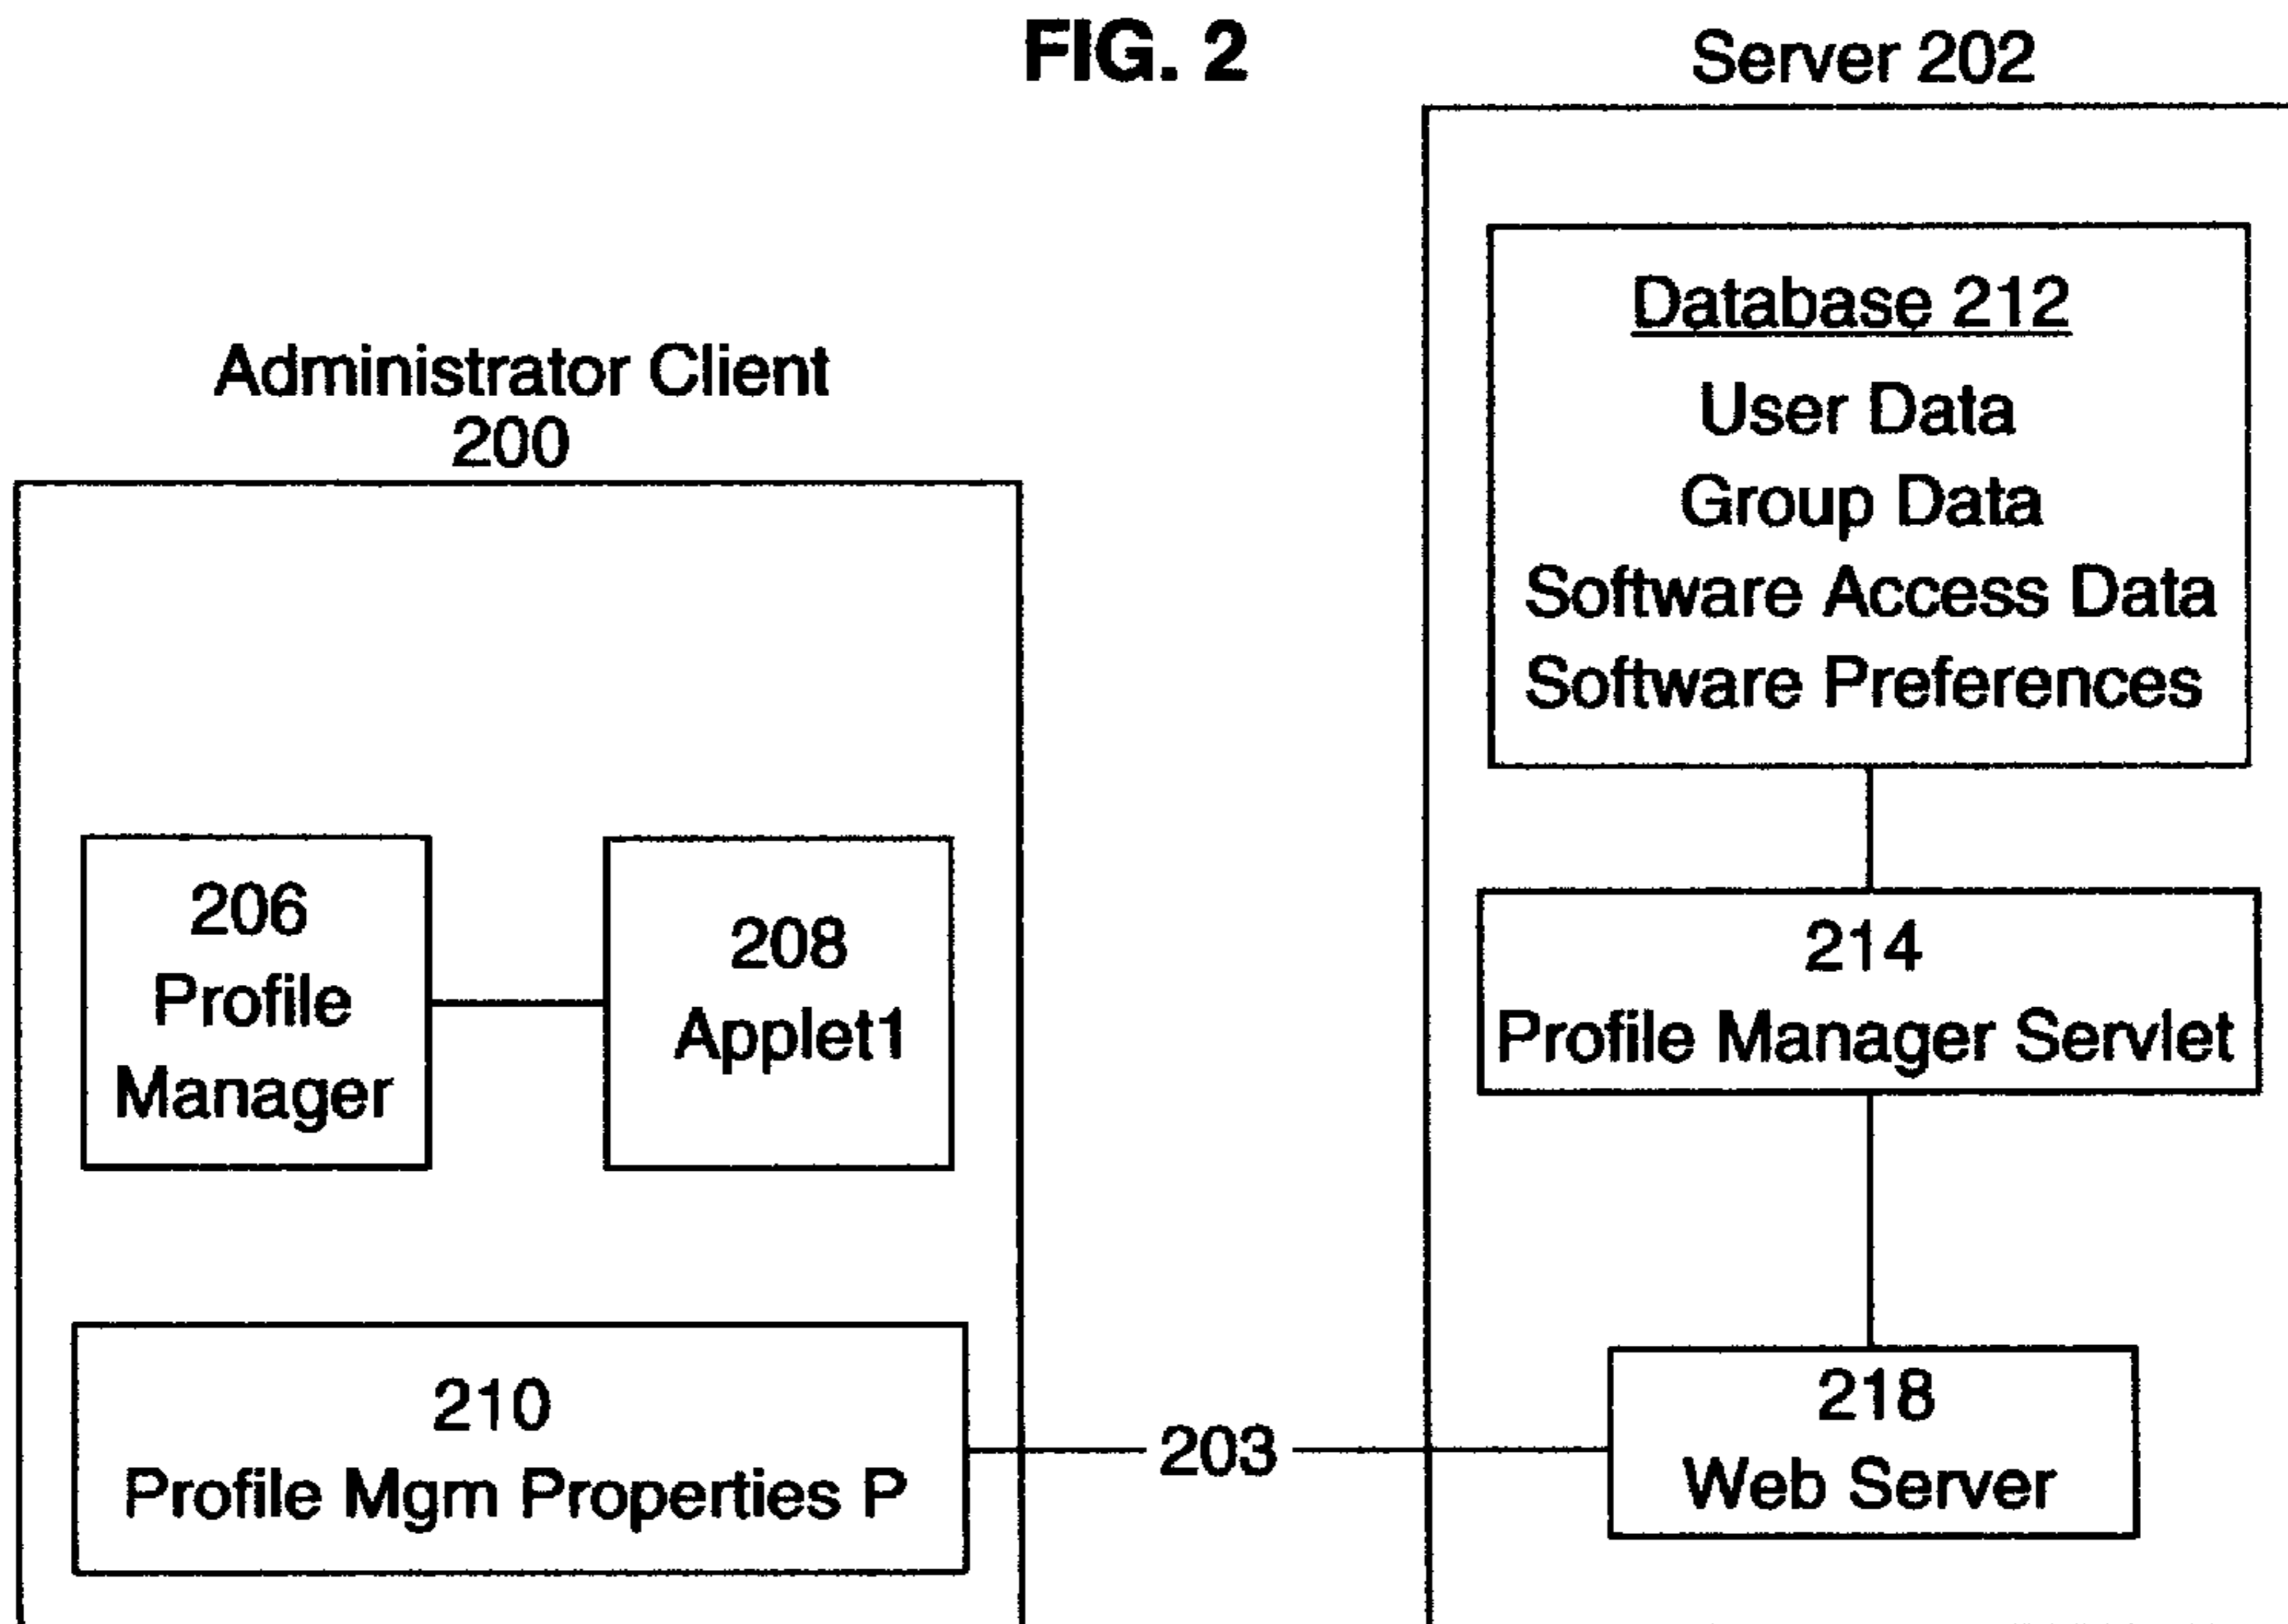 FIG. 2
Server 202
Database 212
User Data
Group Data
Software Access Data
Software Preferences
Administrator Client
200
206
Profile
Manager
208
Applet1
214
Profile Manager Servlet
210
Profile Mgm Properties P
203
218
Web Server